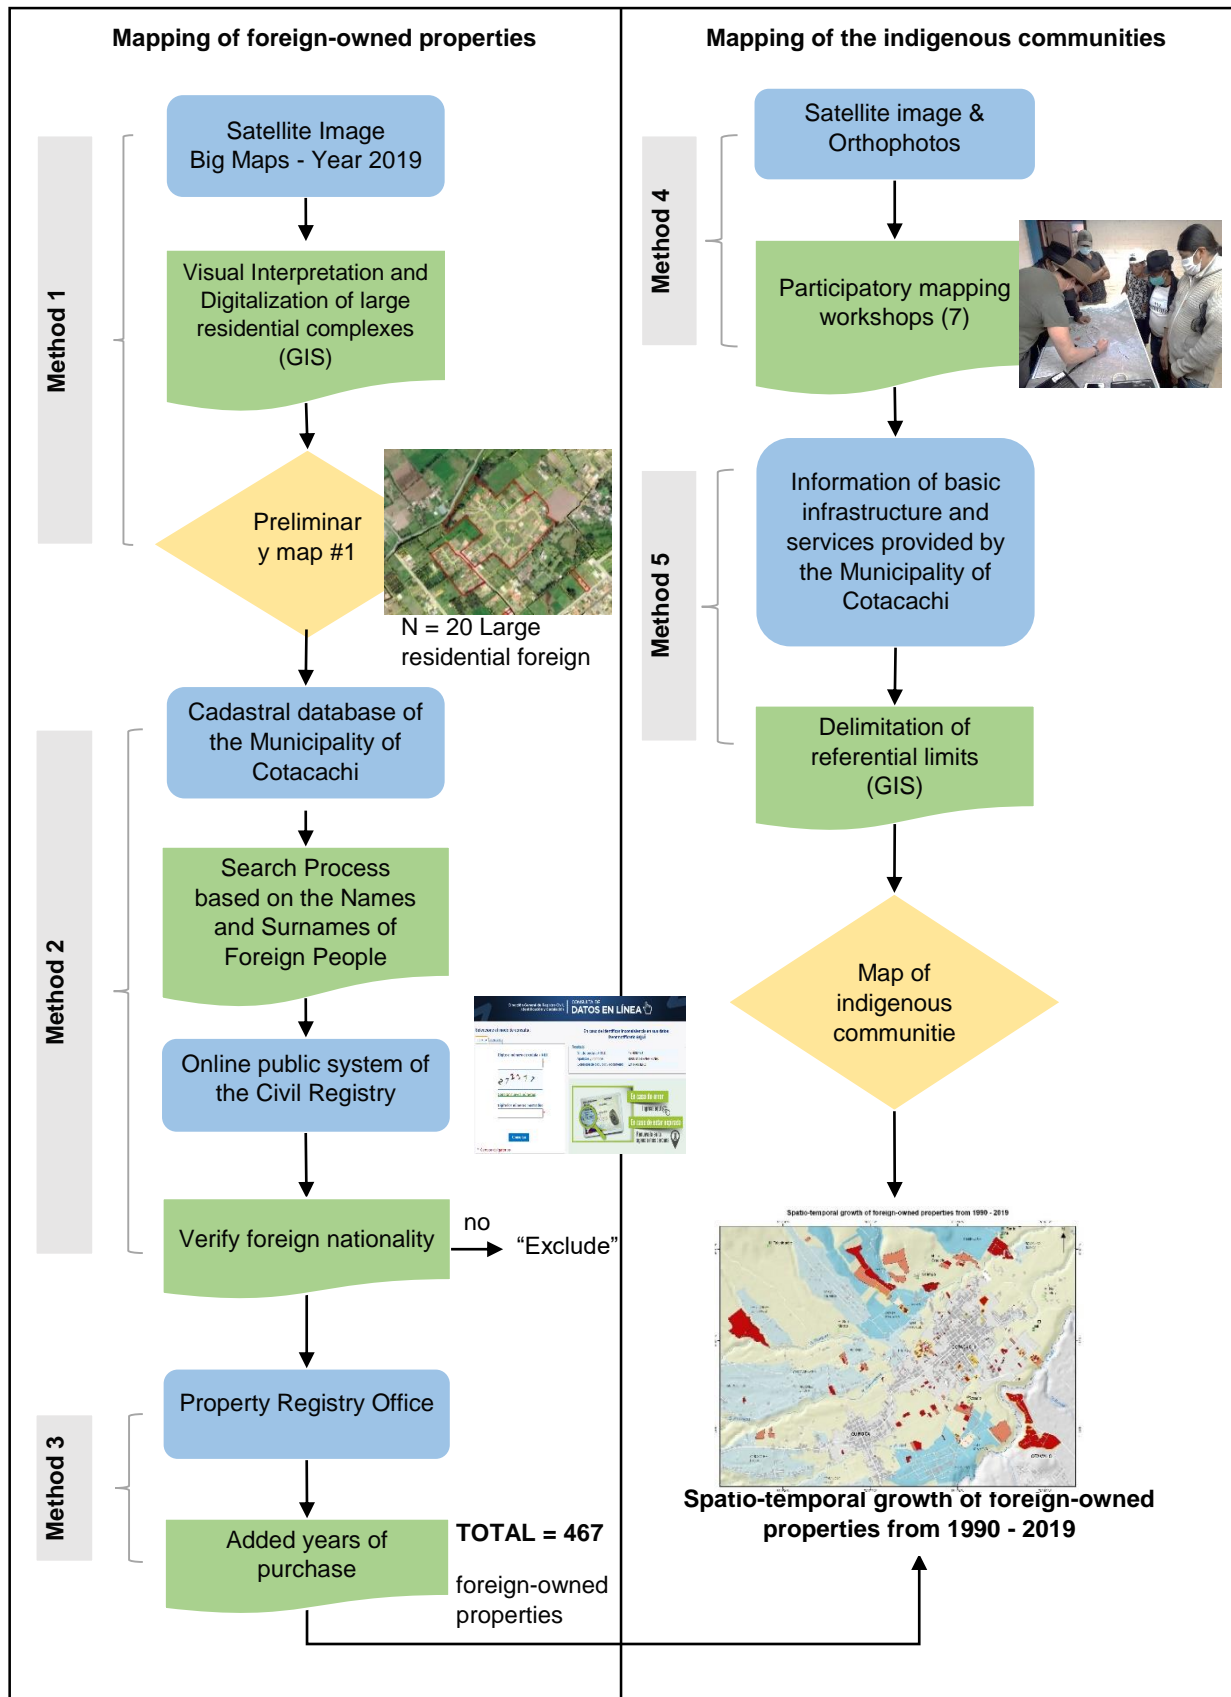 Mapping of foreign-owned properties
Method 1
Satellite Image
Big Maps - Year 2019
Visual Interpretation and
Digitalization of large
residential complexes
(GIS)
Preliminar
y map #1
N = 20 Large
residential foreign
Method 2
Cadastral database of
the Municipality of
Cotacachi
Search Process
based on the Names
and Surnames of
Foreign People
CONSULTA DE
DATOS EN LÍNEA
Online public system of
the Civil Registry
Verify foreign nationality
no
“Exclude”
Method 3
Property Registry Office
Added years of
purchase
TOTAL = 467
foreign-owned
properties
Mapping of the indigenous communities
Method 4
Satellite image &
Orthophotos
Participatory mapping
workshops (7)
Method 5
Information of basic
infrastructure and
services provided by
the Municipality of
Cotacachi
Delimitation of
referential limits
(GIS)
Map of
indigenous
communitie
Spatio-temporal growth of foreign-owned properties from 1990 - 2019
Spatio-temporal growth of foreign-owned
properties from 1990 - 2019